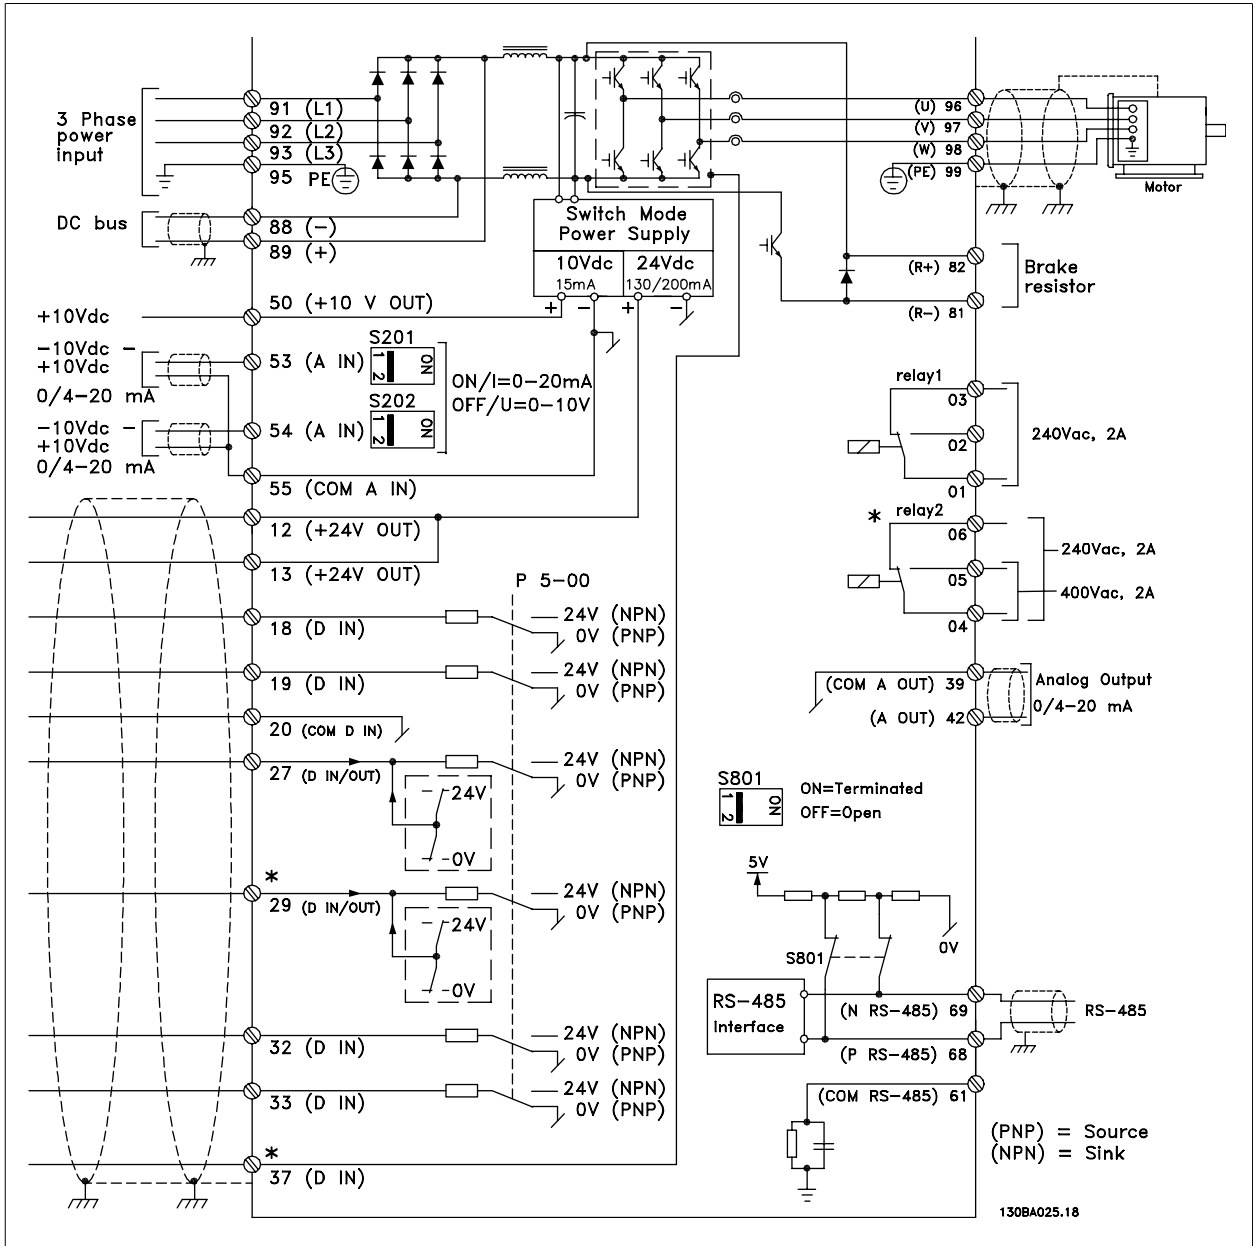 3 Phase
power
input
91 (L1)
92 (L2)
93 (L3)
95 PE
DC bus
88 (−)
89 (+)
+10Vdc
50 (+10 V OUT)
−10Vdc −
+10Vdc
0/4−20 mA
53 (A IN)
S201
1 2
ON
−10Vdc −
+10Vdc
0/4−20 mA
54 (A IN)
S202
1 2
ON
ON/I=0−20mA
OFF/U=0−10V
55 (COM A IN)
12 (+24V OUT)
13 (+24V OUT)
P 5−00
18 (D IN)
24V (NPN)
0V (PNP)
19 (D IN)
24V (NPN)
0V (PNP)
20 (COM D IN)
27 (D IN/OUT)
24V (NPN)
0V (PNP)
24V
0V
*
29 (D IN/OUT)
24V (NPN)
0V (PNP)
24V
0V
32 (D IN)
24V (NPN)
0V (PNP)
33 (D IN)
24V (NPN)
0V (PNP)
*
37 (D IN)
Switch Mode
Power Supply
10Vdc
15mA
24Vdc
130/200mA
+ − + −
(U) 96
(V) 97
(W) 98
(PE) 99
Motor
(R+) 82
(R−) 81
Brake
resistor
relay1
03
02
01
240Vac, 2A
* relay2
06
05
04
240Vac, 2A
400Vac, 2A
(COM A OUT) 39
(A OUT) 42
Analog Output
0/4−20 mA
S801
1 2
ON
ON=Terminated
OFF=Open
5V
0V
S801
RS−485
Interface
(N RS−485) 69
(P RS−485) 68
RS−485
(COM RS−485) 61
(PNP) = Source
(NPN) = Sink
130BA025.18